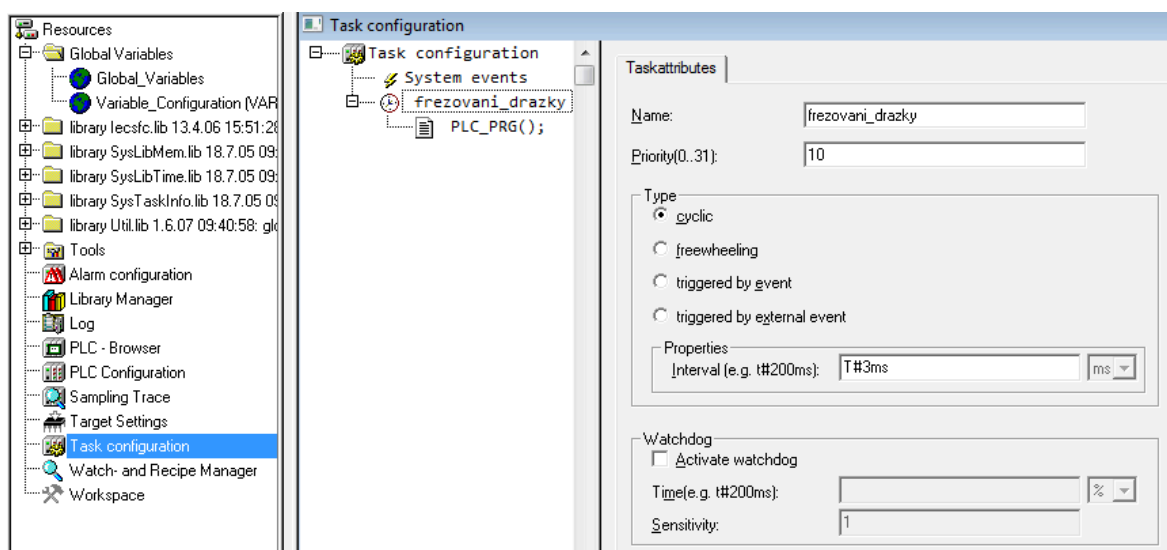 Resources
Global Variables
Global_Variables
Variable_Configuration (VAR
library Iecsfc.lib 13.4.06 15:51:28
library SysLibMem.lib 18.7.05 09:
library SysLibTime.lib 18.7.05 09:
library SysTaskInfo.lib 18.7.05 09
library Util.lib 1.6.07 09:40:58: glo
Tools
Alarm configuration
Library Manager
Log
PLC - Browser
PLC Configuration
Sampling Trace
Target Settings
Task configuration
Watch- and Recipe Manager
Workspace
Task configuration
Task configuration
System events
frezovani_drazky
PLC_PRG();
Taskattributes
Name: frezovani_drazky
Priority(0..31): 10
Type
cyclic
freewheeling
triggered by event
triggered by external event
Properties
Interval (e.g. t#200ms): T#3ms ms
Watchdog
Activate watchdog
Time(e.g. t#200ms): %
Sensitivity: 1